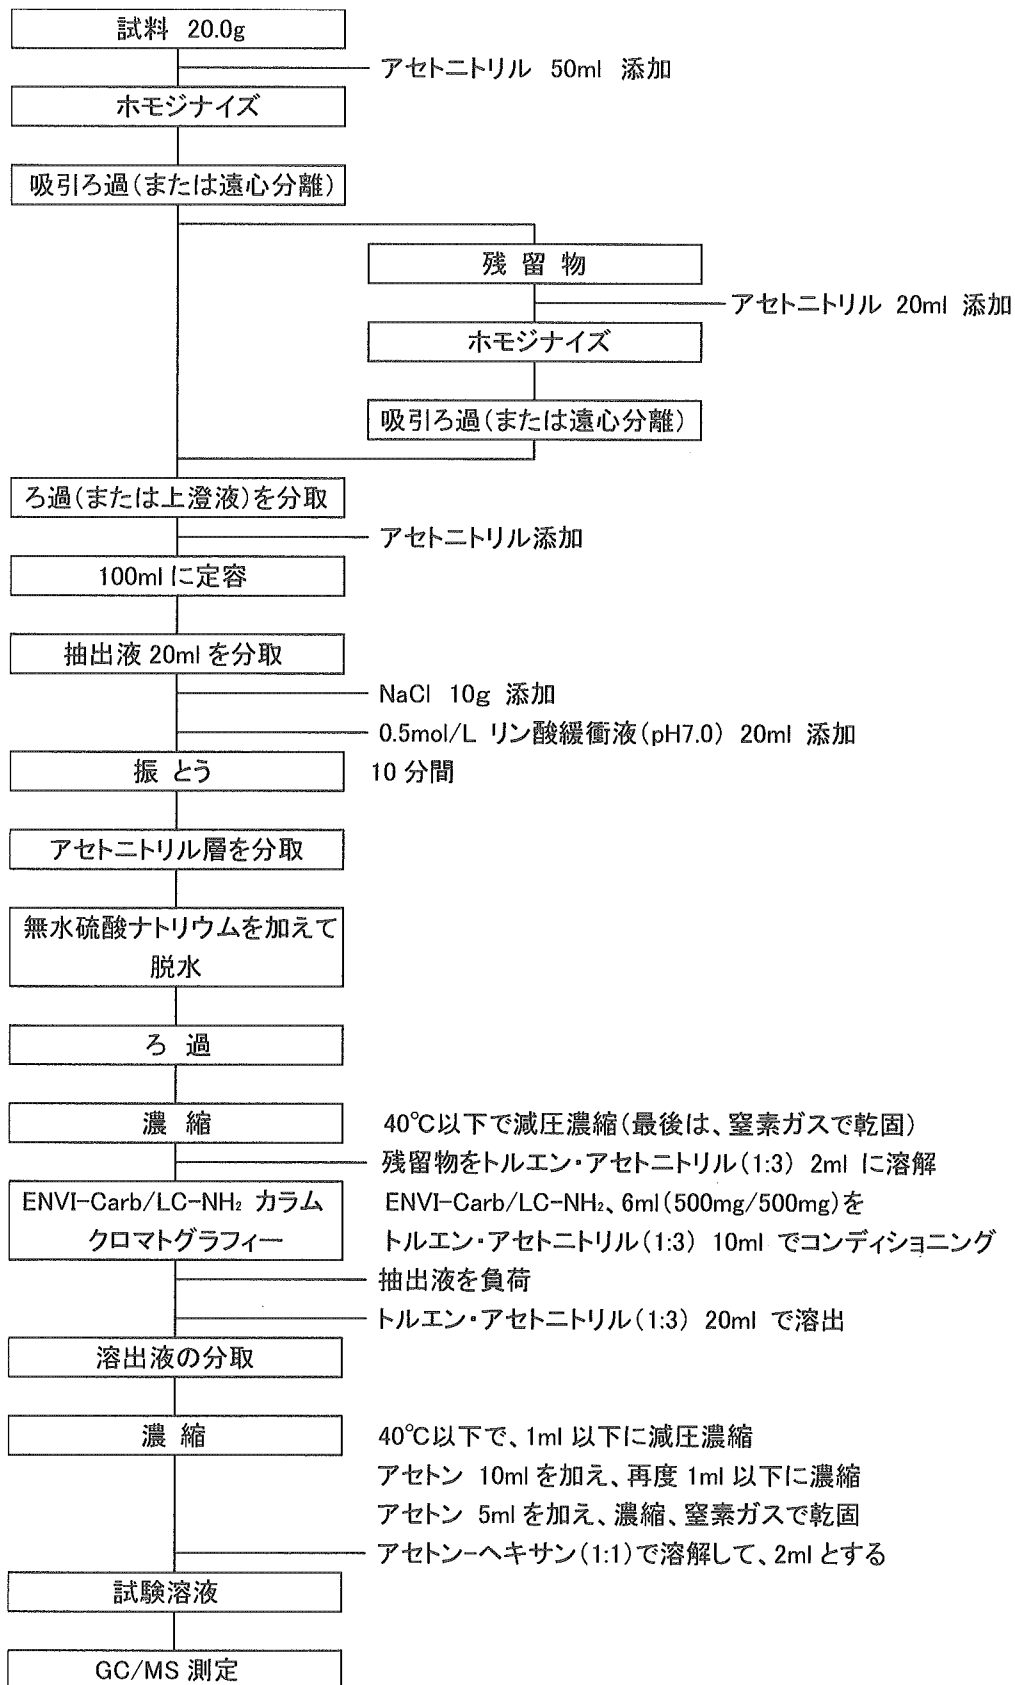 試料 20.0g
アセトニトリル 50ml 添加
ホモジナイズ
吸引ろ過(または遠心分離)
残 留 物
アセトニトリル 20ml 添加
ホモジナイズ
吸引ろ過(または遠心分離)
ろ過(または上澄液)を分取
アセトニトリル添加
100ml に定容
抽出液 20ml を分取
NaCl 10g 添加
0.5mol/L リン酸緩衝液(pH7.0) 20ml 添加
振 とう 10 分間
アセトニトリル層を分取
無水硫酸ナトリウムを加えて
脱水
ろ 過
濃 縮 40℃以下で減圧濃縮(最後は、窒素ガスで乾固)
残留物をトルエン・アセトニトリル(1:3) 2ml に溶解
ENVI-Carb/LC-NH₂ カラム ENVI-Carb/LC-NH₂、6ml(500mg/500mg)を
クロマトグラフィー トルエン・アセトニトリル(1:3) 10ml でコンディショニング
抽出液を負荷
トルエン・アセトニトリル(1:3) 20ml で溶出
溶出液の分取
濃 縮 40℃以下で、1ml 以下に減圧濃縮
アセトン 10ml を加え、再度 1ml 以下に濃縮
アセトン 5ml を加え、濃縮、窒素ガスで乾固
アセトン-ヘキサン(1:1)で溶解して、2ml とする
試験溶液
GC/MS 測定